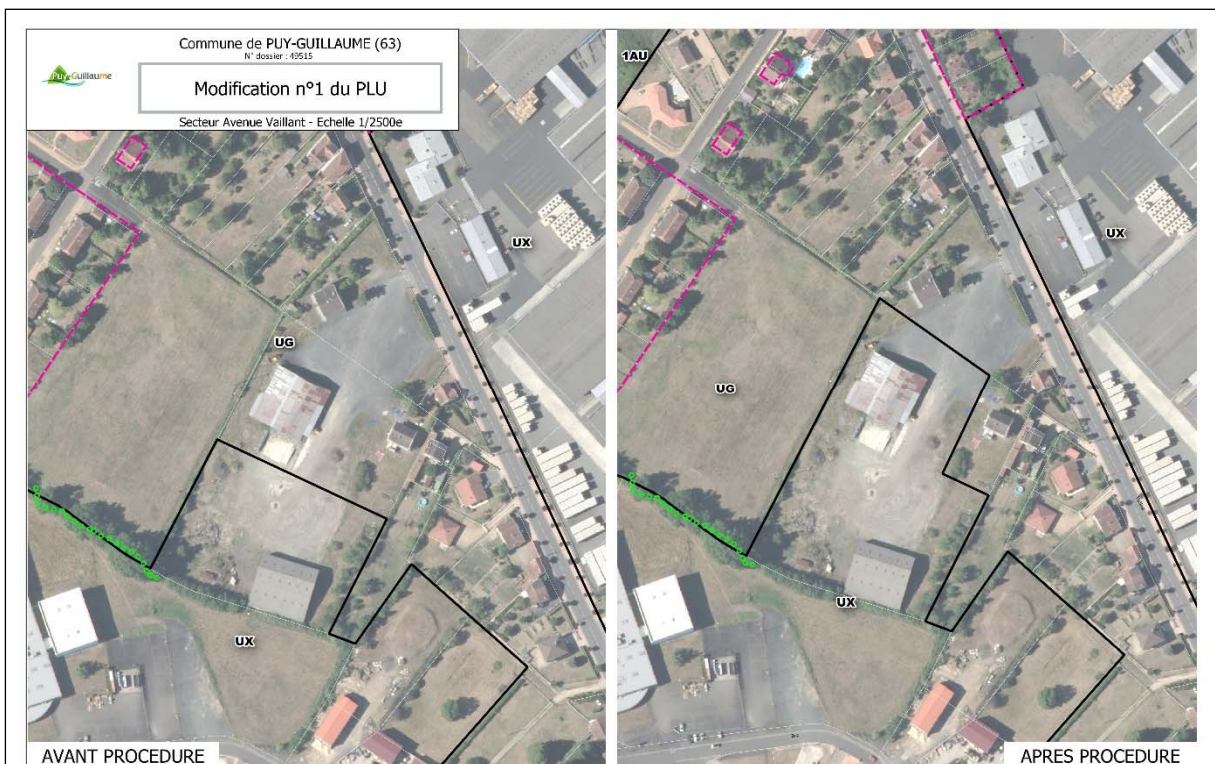 Commune de PUY-GUILLAUME (63)
N° dossier : 49515
Puy-Guillaume
Modification n°1 du PLU
Secteur Avenue Vaillant - Echelle 1/2500e
UX
UG
UX
AVANT PROCEDURE
1AU
UX
UG
UX
APRES PROCEDURE